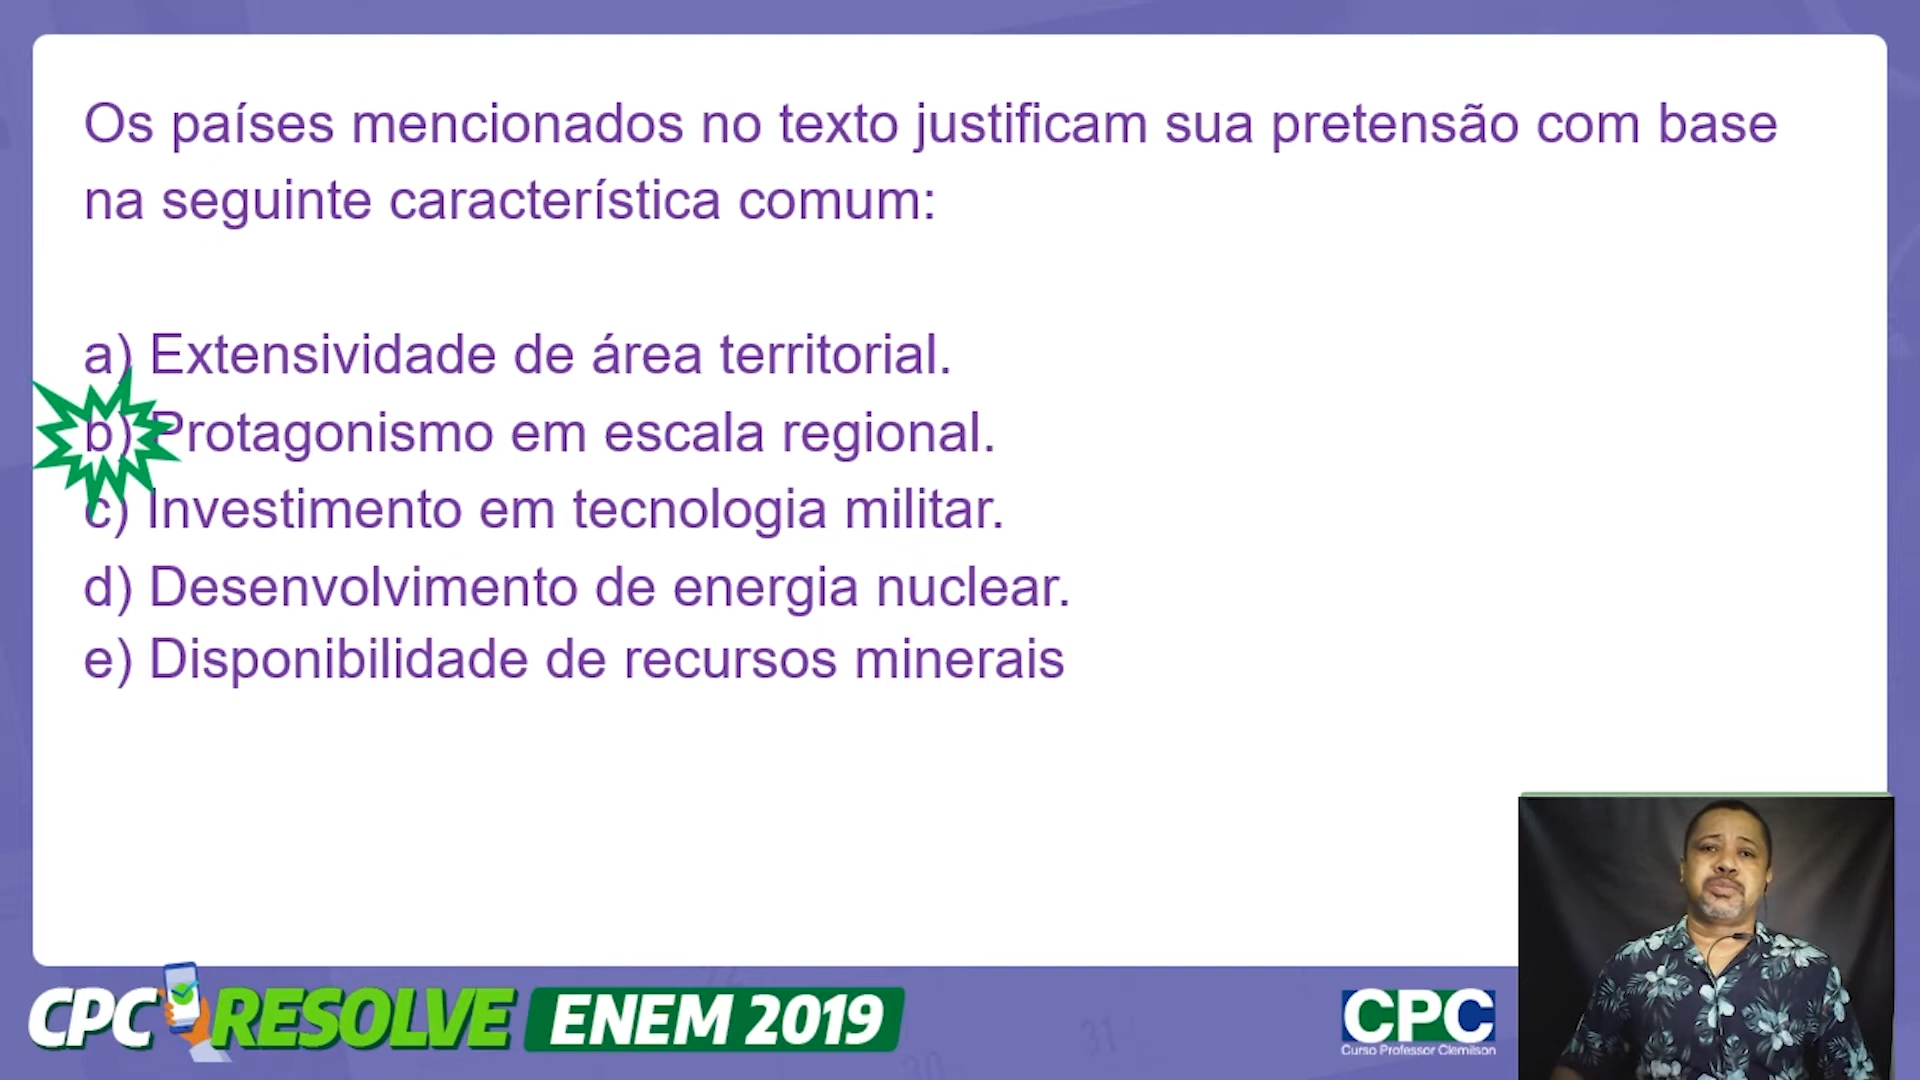 Os países mencionados no texto justificam sua pretensão com base
na seguinte característica comum:
a) Extensividade de área territorial.
b) Protagonismo em escala regional.
c) Investimento em tecnologia militar.
d) Desenvolvimento de energia nuclear.
e) Disponibilidade de recursos minerais
CPC RESOLVE ENEM 2019
CPC
Curso Professor Clemilson
31
30